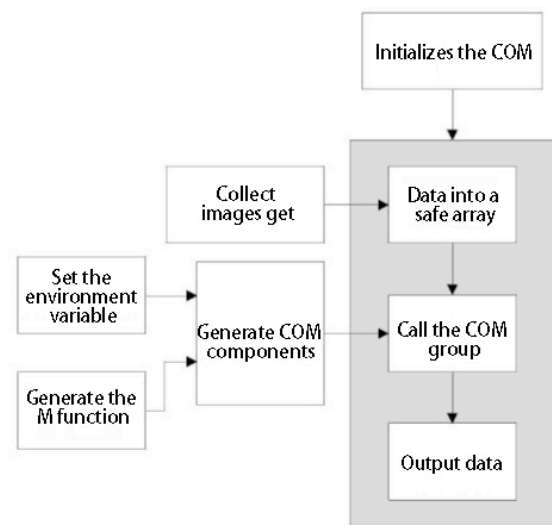 Initializes the COM
Collect
images get
Data into a
safe array
Set the
environment
variable
Generate COM
components
Call the COM
group
Generate the
M function
Output data